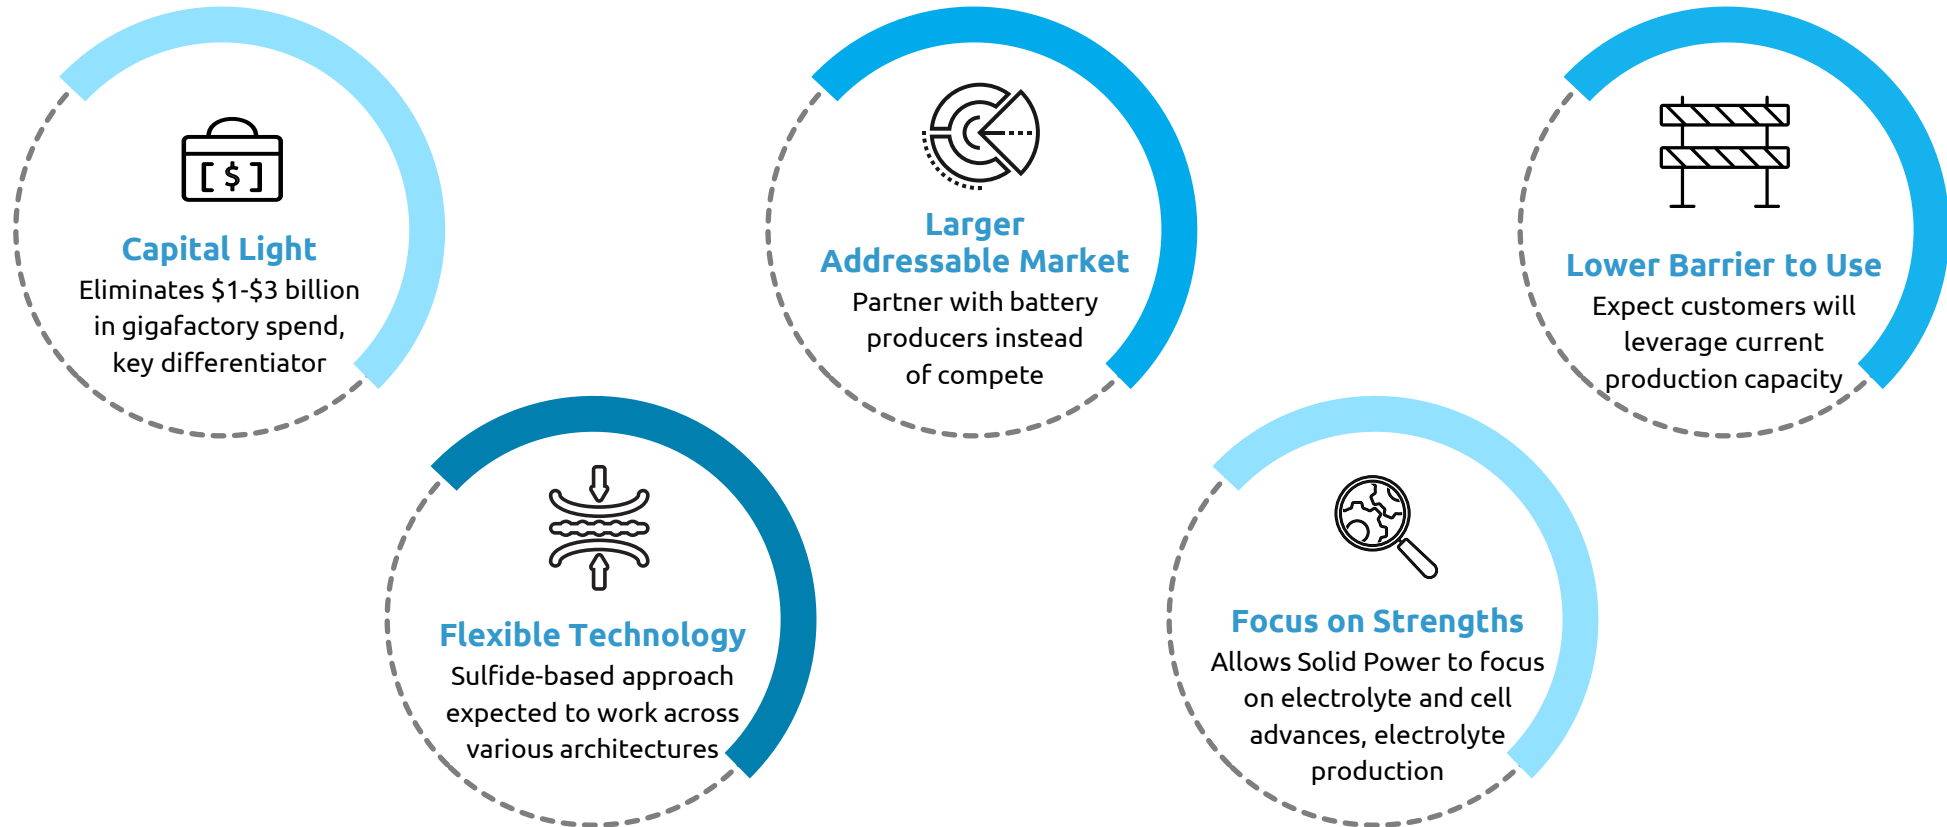 [$]
Capital Light
Eliminates $1-$3 billion
in gigafactory spend,
key differentiator
Larger
Addressable Market
Partner with battery
producers instead
of compete
Lower Barrier to Use
Expect customers will
leverage current
production capacity
Flexible Technology
Sulfide-based approach
expected to work across
various architectures
Focus on Strengths
Allows Solid Power to focus
on electrolyte and cell
advances, electrolyte
production